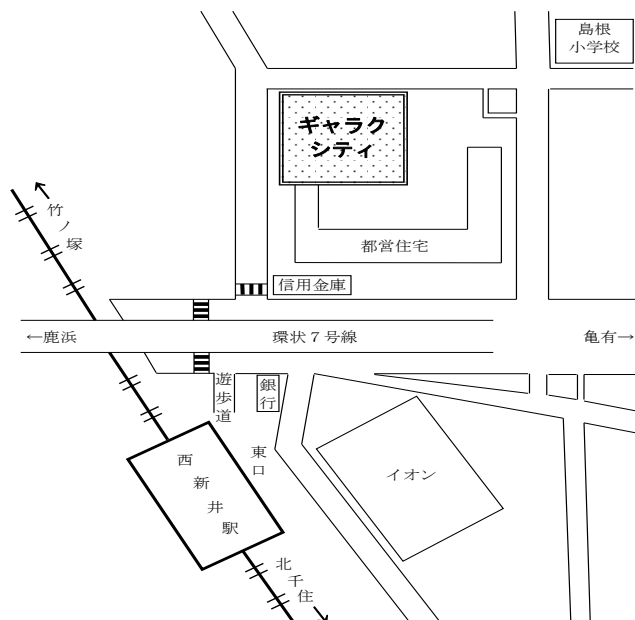 島根
小学校
ギャラク
シティ
竹ノ塚
都営住宅
信用金庫
←鹿浜
環状７号線
亀有→
遊歩道
銀行
東口
イオン
西新井駅
北千住